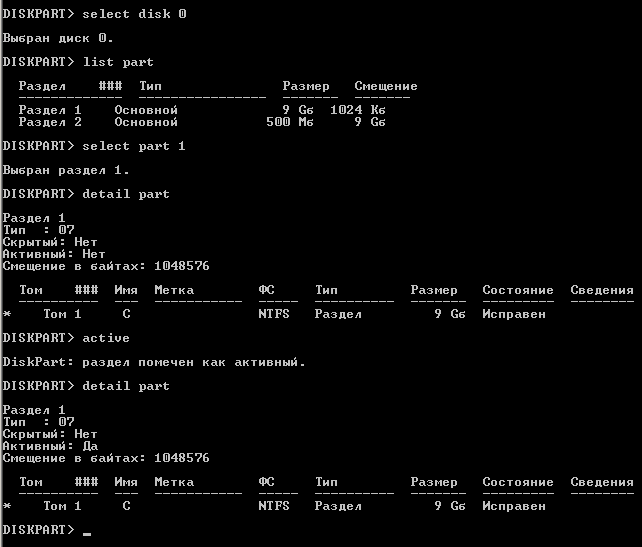 DISKPART> select disk 0
Выбран диск 0.
DISKPART> list part
Раздел    ###  Тип               Размер   Смещение
-------------  ----------------  -------  -------
Раздел 1    Основной             9 Gб  1024 Кб
Раздел 2    Основной           500 Mб     9 Gб
DISKPART> select part 1
Выбран раздел 1.
DISKPART> detail part
Раздел 1
Тип  : 07
Скрытый: Нет
Активный: Нет
Смещение в байтах: 1048576
Том    ###  Имя  Метка        ФС     Тип         Размер   Состояние  Сведения
----------  ---  -----------  -----  ----------  -------  ---------  --------
*    Том 1     C                NTFS   Раздел         9 Gб  Исправен
DISKPART> active
DiskPart: раздел помечен как активный.
DISKPART> detail part
Раздел 1
Тип  : 07
Скрытый: Нет
Активный: Да
Смещение в байтах: 1048576
Том    ###  Имя  Метка        ФС     Тип         Размер   Состояние  Сведения
----------  ---  -----------  -----  ----------  -------  ---------  --------
*    Том 1     C                NTFS   Раздел         9 Gб  Исправен
DISKPART> _